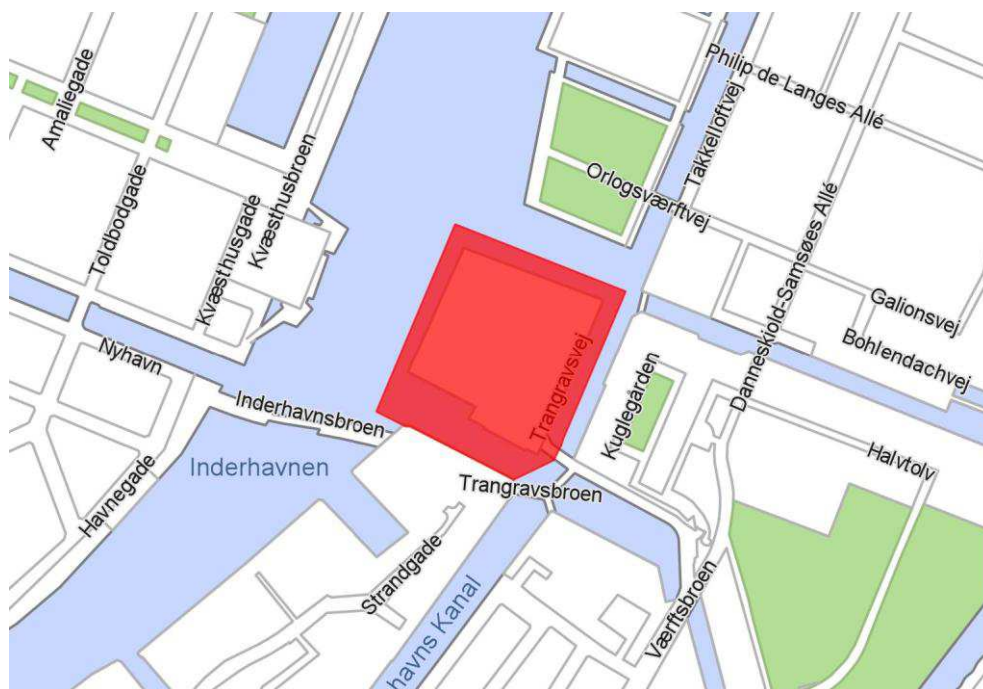 Amaliegade
Toldbodgade
Kvæsthusgade
Kvæsthusbroen
Kvæsthusbroen
Philip de Langes Allé
Takkelloftvej
Orlogsværftvej
Danneskiold-Samsøes Allé
Galionsvej
Bohlendachvej
Nyhavn
Inderhavnsbroen
Trangravsvej
Kuglegården
Inderhavnen
Havnegade
Trangravsbroen
Halvtolv
Strandgade
havns Kanal
Værftsbroen